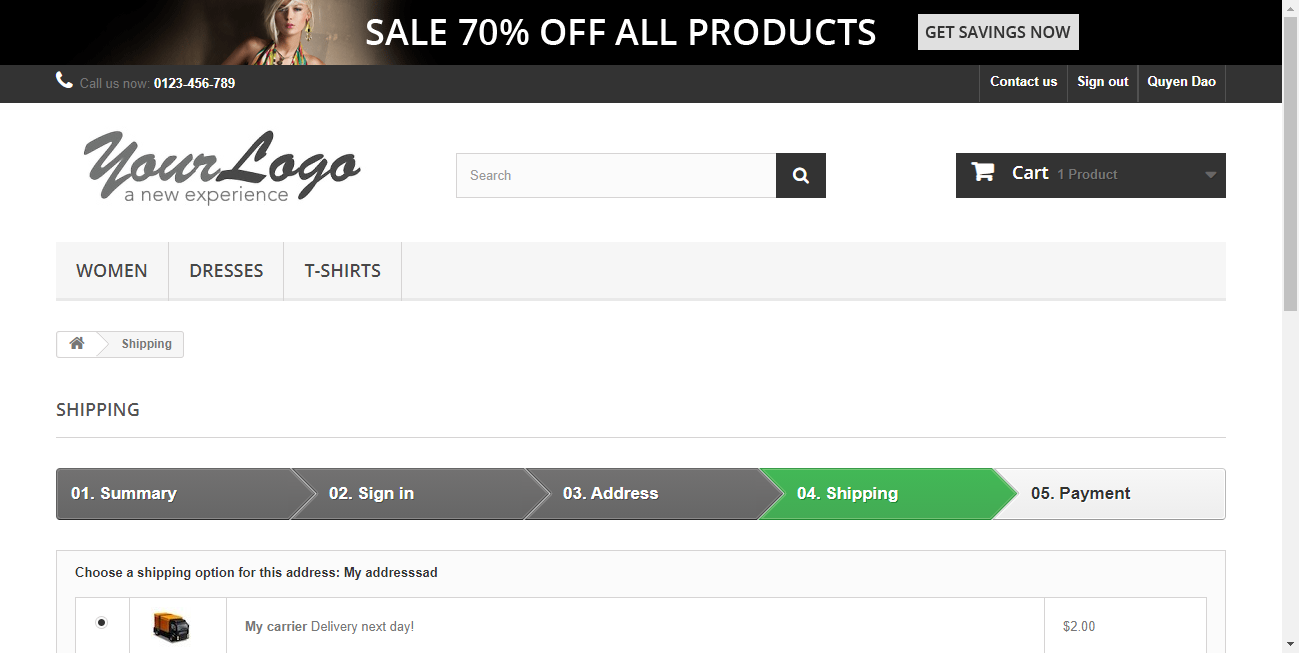 SALE 70% OFF ALL PRODUCTS GET SAVINGS NOW
Call us now: 0123-456-789 Contact us Sign out Quyen Dao
YourLogo
a new experience
Search
Cart 1 Product
WOMEN DRESSES T-SHIRTS
Shipping
SHIPPING
01. Summary 02. Sign in 03. Address 04. Shipping 05. Payment
Choose a shipping option for this address: My addresssad
My carrier Delivery next day! $2.00